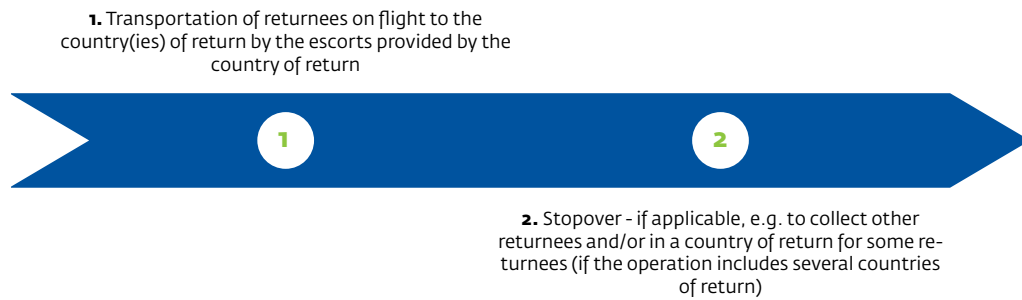 1. Transportation of returnees on flight to the
country(ies) of return by the escorts provided by the
country of return
1
2
2. Stopover - if applicable, e.g. to collect other
returnees and/or in a country of return for some re-
turnees (if the operation includes several countries
of return)